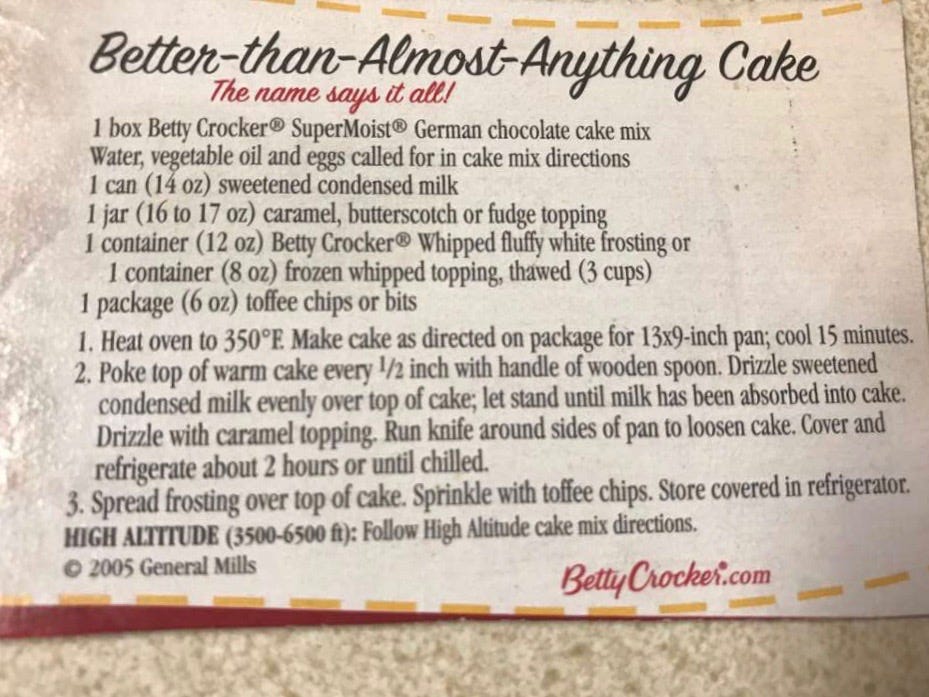 Better-than-Almost-Anything Cake
The name says it all!
1 box Betty Crocker® SuperMoist® German chocolate cake mix
Water, vegetable oil and eggs called for in cake mix directions
1 can (14 oz) sweetened condensed milk
1 jar (16 to 17 oz) caramel, butterscotch or fudge topping
1 container (12 oz) Betty Crocker® Whipped fluffy white frosting or
1 container (8 oz) frozen whipped topping, thawed (3 cups)
1 package (6 oz) toffee chips or bits
1. Heat oven to 350°F. Make cake as directed on package for 13x9-inch pan; cool 15 minutes.
2. Poke top of warm cake every 1/2 inch with handle of wooden spoon. Drizzle sweetened
condensed milk evenly over top of cake; let stand until milk has been absorbed into cake.
Drizzle with caramel topping. Run knife around sides of pan to loosen cake. Cover and
refrigerate about 2 hours or until chilled.
3. Spread frosting over top of cake. Sprinkle with toffee chips. Store covered in refrigerator.
HIGH ALTITUDE (3500-6500 ft): Follow High Altitude cake mix directions.
© 2005 General Mills
BettyCrocker®.com